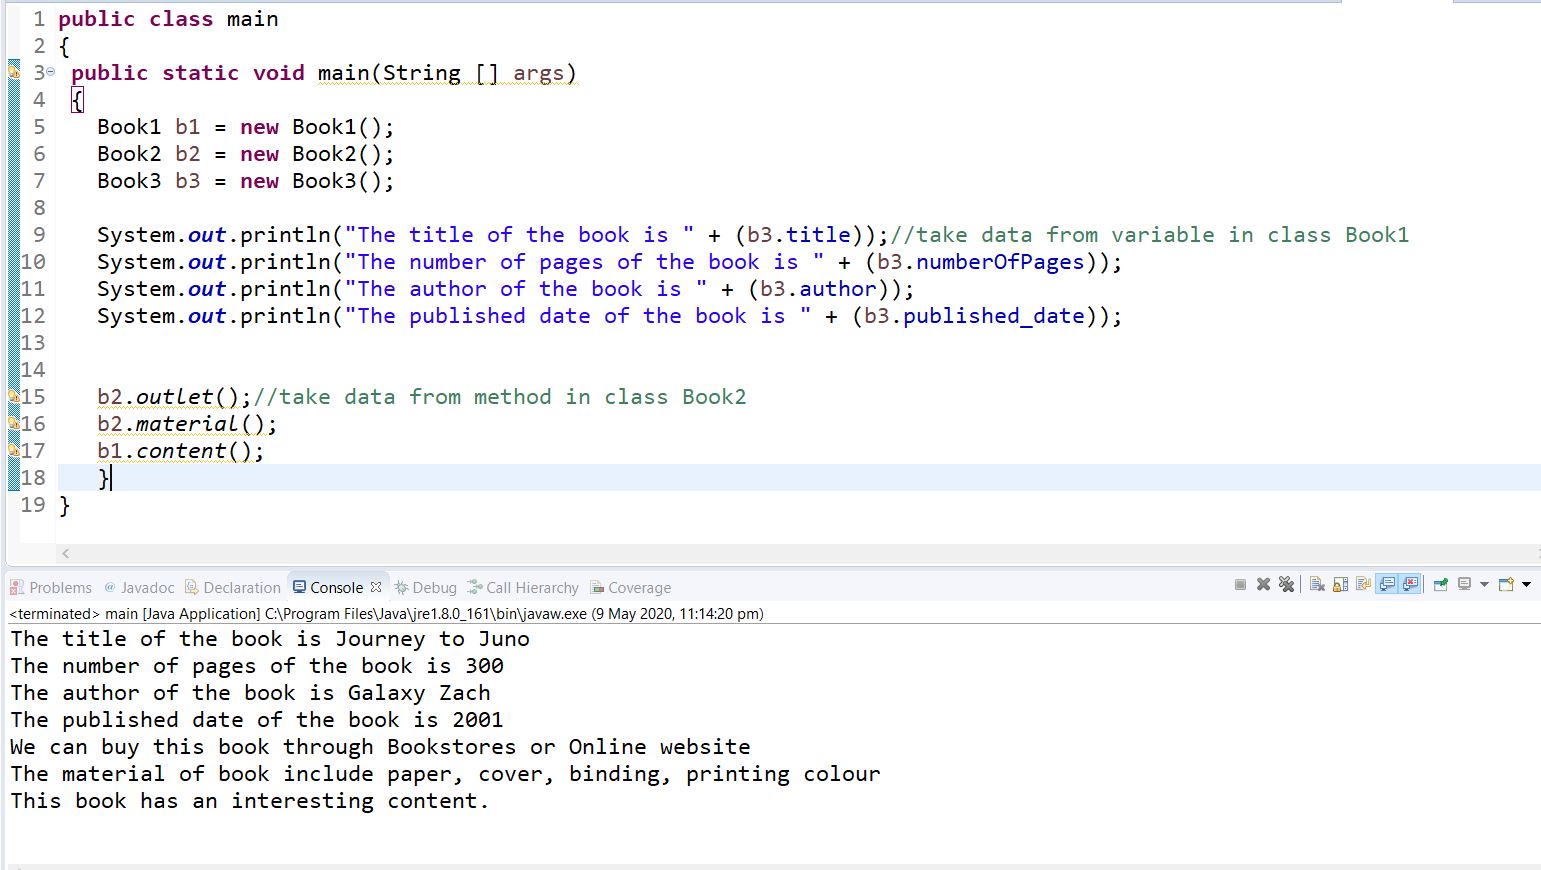 1 public class main
2 {
3 public static void main(String [] args)
4 {
5 Book1 b1 = new Book1();
6 Book2 b2 = new Book2();
7 Book3 b3 = new Book3();
8
9 System.out.println("The title of the book is " + (b3.title));//take data from variable in class Book1
10 System.out.println("The number of pages of the book is " + (b3.numberOfPages));
11 System.out.println("The author of the book is " + (b3.author));
12 System.out.println("The published date of the book is " + (b3.published_date));
13
14
15 b2.outlet();//take data from method in class Book2
16 b2.material();
17 b1.content();
18 }
19 }
Problems @ Javadoc Declaration Console Debug Call Hierarchy Coverage
<terminated> main [Java Application] C:\Program Files\Java\jre1.8.0_161\bin\javaw.exe (9 May 2020, 11:14:20 pm)
The title of the book is Journey to Juno
The number of pages of the book is 300
The author of the book is Galaxy Zach
The published date of the book is 2001
We can buy this book through Bookstores or Online website
The material of book include paper, cover, binding, printing colour
This book has an interesting content.